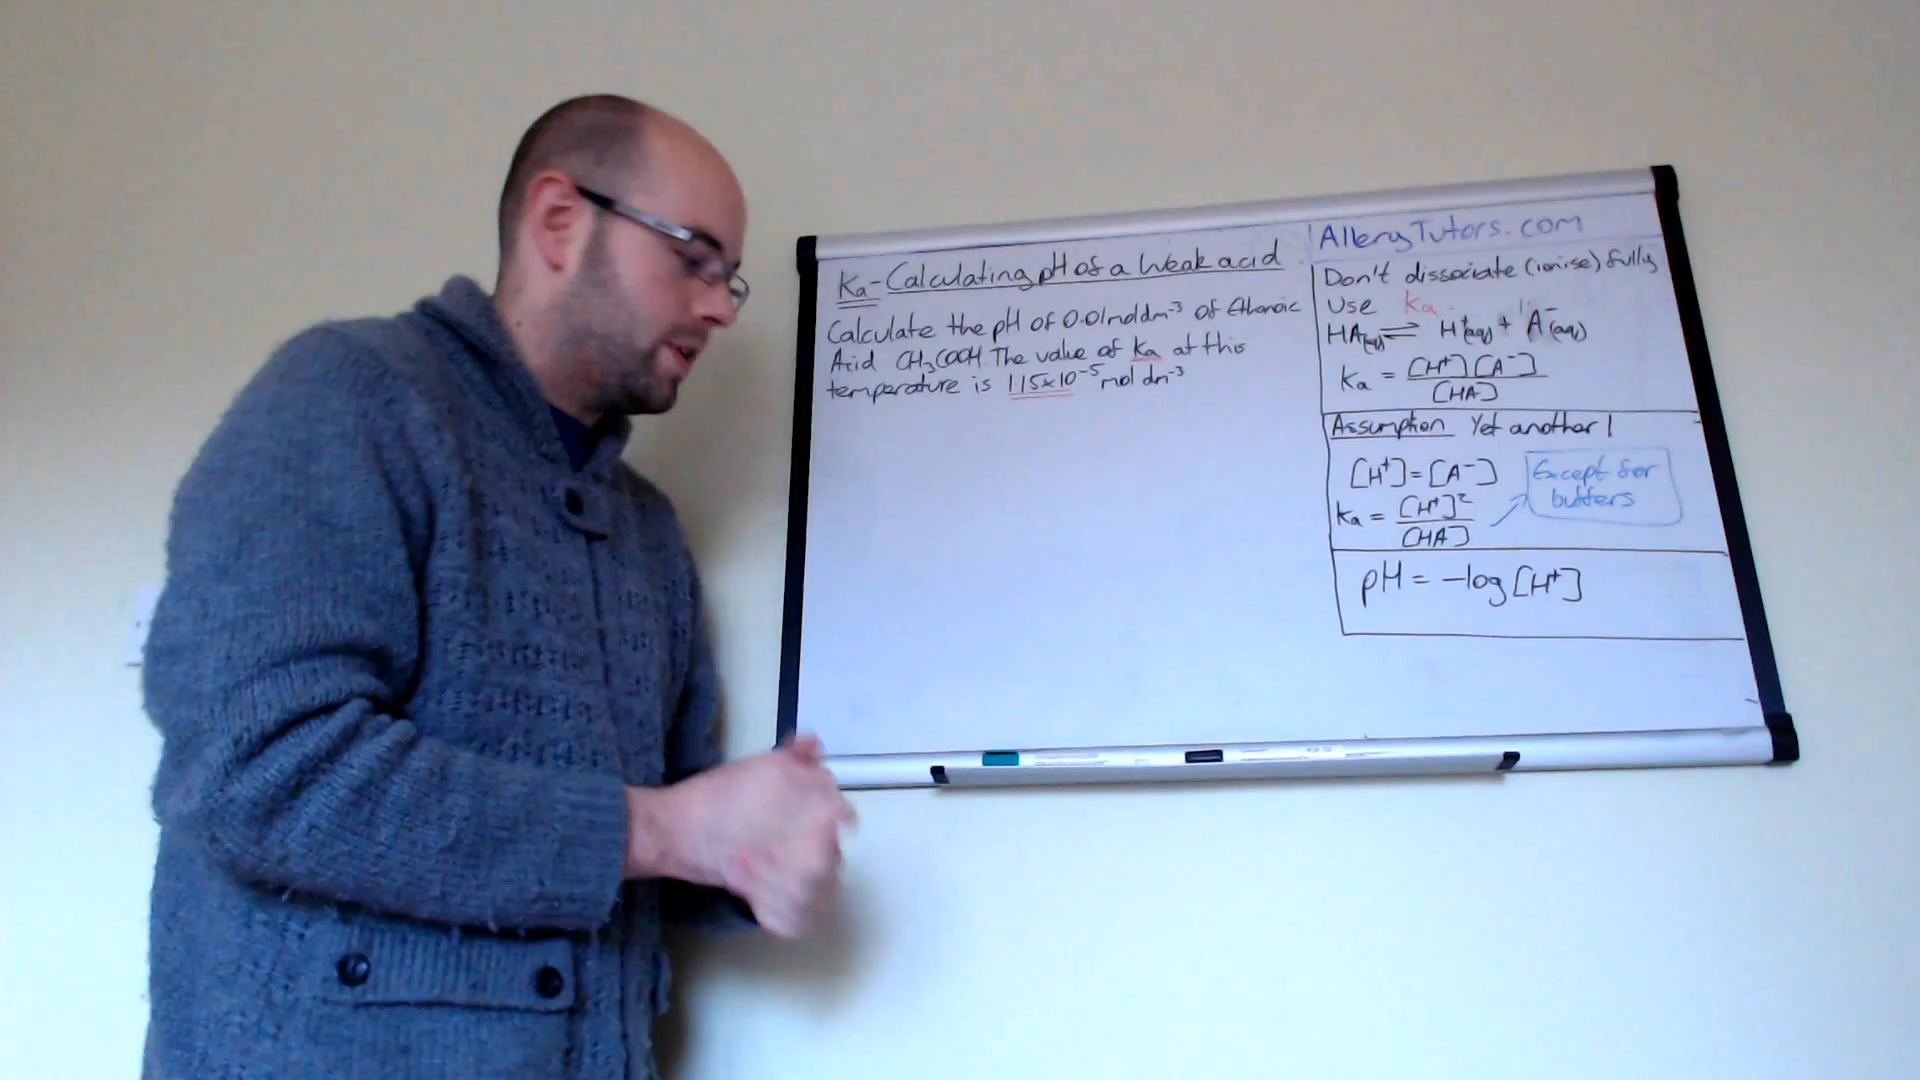 Ka-Calculating pH of a Weak acid
Calculate the pH of 0.01moldm⁻³ of Ethanoic
Acid CH₃COOH. The value of Ka at this
temperature is 1.15x10⁻⁵ mol dm⁻³
AlleryTutors.com
Don't dissociate (ionise) fully
Use Ka.
HA(aq) ⇌ H⁺(aq) + A⁻(aq)
Ka = [H⁺][A⁻]
[HA]
Assumption Yet another!
[H⁺]=[A⁻]
Ka = [H⁺]²
[HA]
Except for
buffers
pH = -log[H⁺]